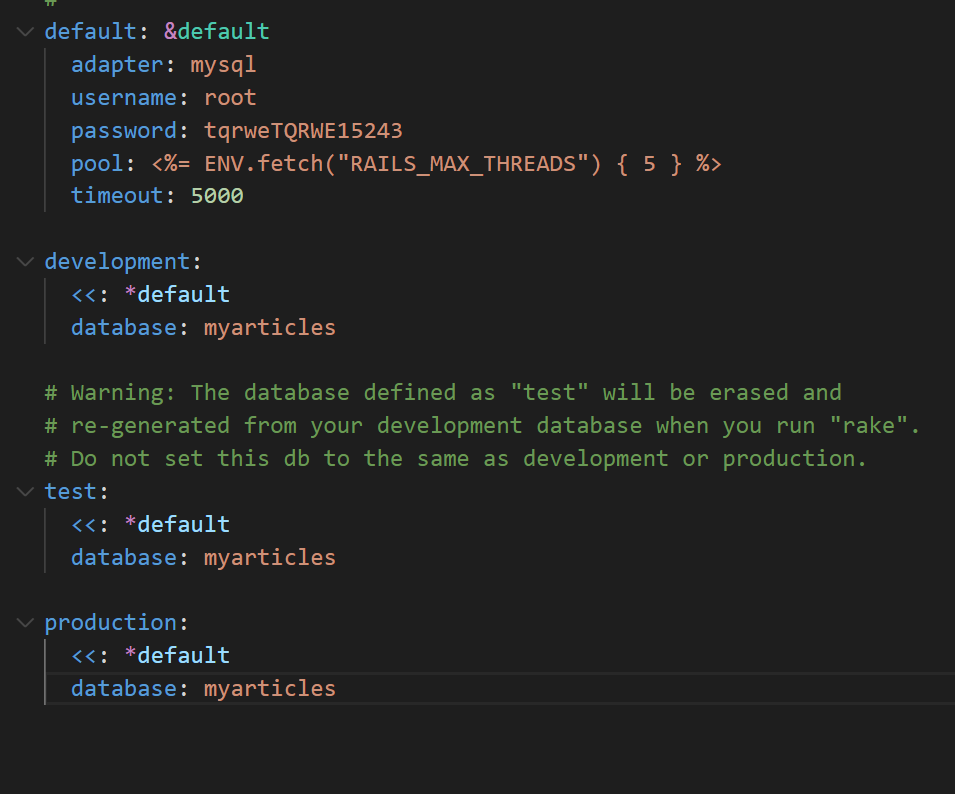 #
default: &default
  adapter: mysql
  username: root
  password: tqrweTQRWE15243
  pool: <%= ENV.fetch("RAILS_MAX_THREADS") { 5 } %>
  timeout: 5000
development:
  <<: *default
  database: myarticles
# Warning: The database defined as "test" will be erased and
# re-generated from your development database when you run "rake".
# Do not set this db to the same as development or production.
test:
  <<: *default
  database: myarticles
production:
  <<: *default
  database: myarticles